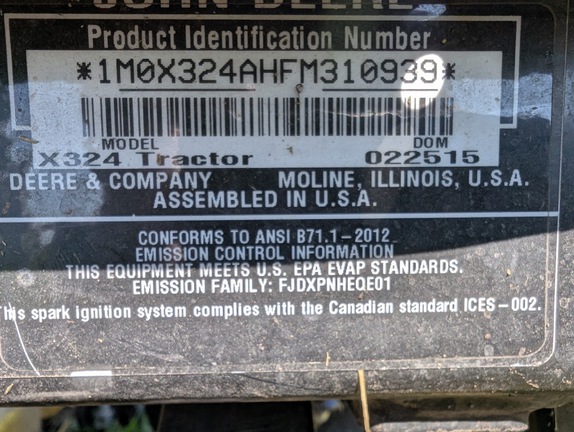 JOHN DEERE
Product Identification Number
*1M0X324AHFM310939*
MODEL DOM
X324 Tractor 022515
DEERE & COMPANY MOLINE, ILLINOIS, U.S.A.
ASSEMBLED IN U.S.A.
CONFORMS TO ANSI B71.1-2012
EMISSION CONTROL INFORMATION
THIS EQUIPMENT MEETS U.S. EPA EVAP STANDARDS.
EMISSION FAMILY: FJDXPNHEQE01
This spark ignition system complies with the Canadian standard ICES-002.